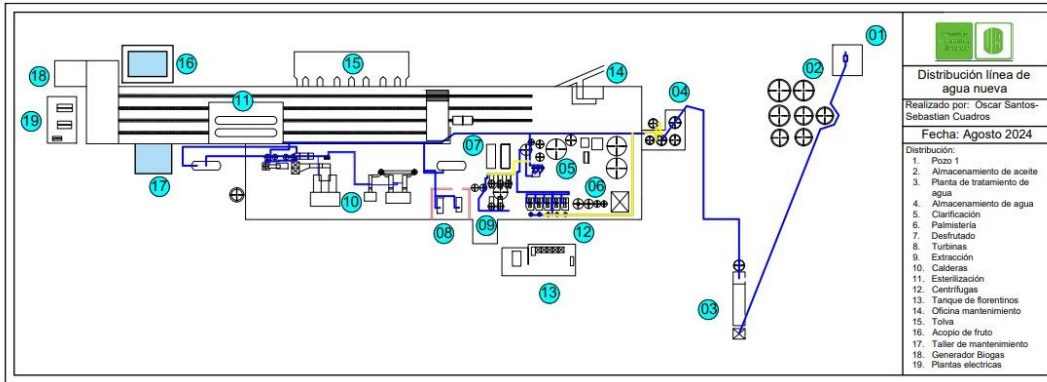 01
02
03
04
05
06
07
08
09
10
11
12
13
14
15
16
17
18
19
Distribución línea de
agua nueva
Realizado por: Oscar Santos-
Sebastian Cuadros
Fecha: Agosto 2024
Distribución:
1. Pozo 1
2. Almacenamiento de aceite
3. Planta de tratamiento de
agua
4. Almacenamiento de agua
5. Clarificación
6. Palmisteria
7. Desfrutado
8. Turbinas
9. Extracción
10. Calderas
11. Esterilización
12. Centrífugas
13. Tanque de florentinos
14. Oficina mantenimiento
15. Tolva
16. Acopio de fruto
17. Taller de mantenimiento
18. Generador Biogas
19. Plantas electricas